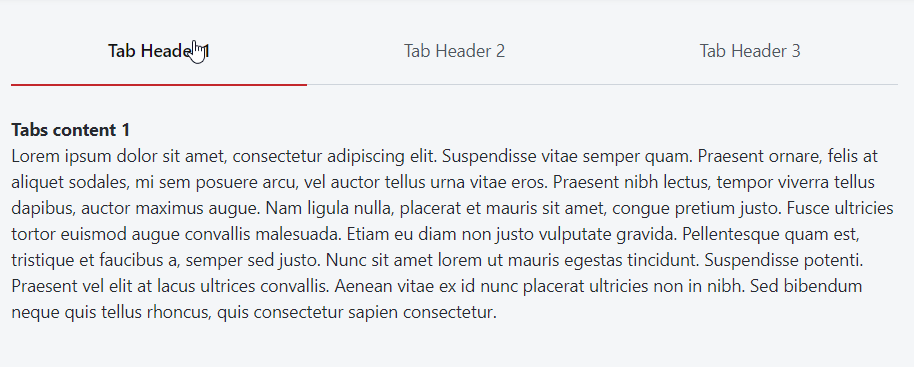 Tab Header 1
Tab Header 2
Tab Header 3
Tabs content 1
Lorem ipsum dolor sit amet, consectetur adipiscing elit. Suspendisse vitae semper quam. Praesent ornare, felis at
aliquet sodales, mi sem posuere arcu, vel auctor tellus urna vitae eros. Praesent nibh lectus, tempor viverra tellus
dapibus, auctor maximus augue. Nam ligula nulla, placerat et mauris sit amet, congue pretium justo. Fusce ultricies
tortor euismod augue convallis malesuada. Etiam eu diam non justo vulputate gravida. Pellentesque quam est,
tristique et faucibus a, semper sed justo. Nunc sit amet lorem ut mauris egestas tincidunt. Suspendisse potenti.
Praesent vel elit at lacus ultrices convallis. Aenean vitae ex id nunc placerat ultricies non in nibh. Sed bibendum
neque quis tellus rhoncus, quis consectetur sapien consectetur.